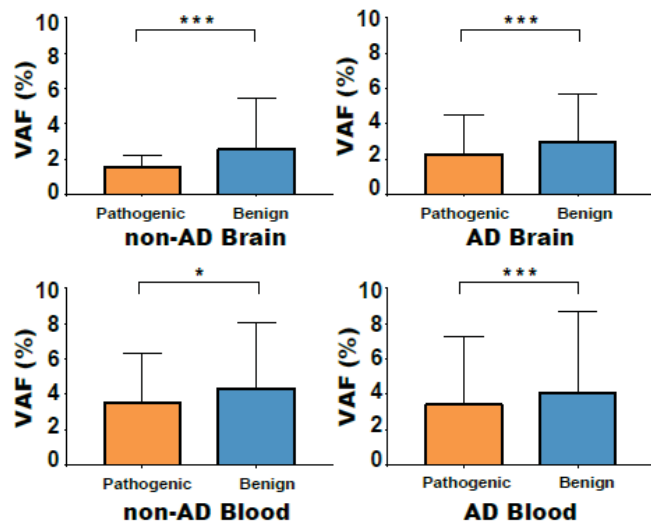 VAF (%)
10
8
6
4
2
0
***
Pathogenic Benign
non-AD Brain
VAF (%)
10
8
6
4
2
0
***
Pathogenic Benign
AD Brain
VAF (%)
10
8
6
4
2
0
*
Pathogenic Benign
non-AD Blood
VAF (%)
10
8
6
4
2
0
***
Pathogenic Benign
AD Blood